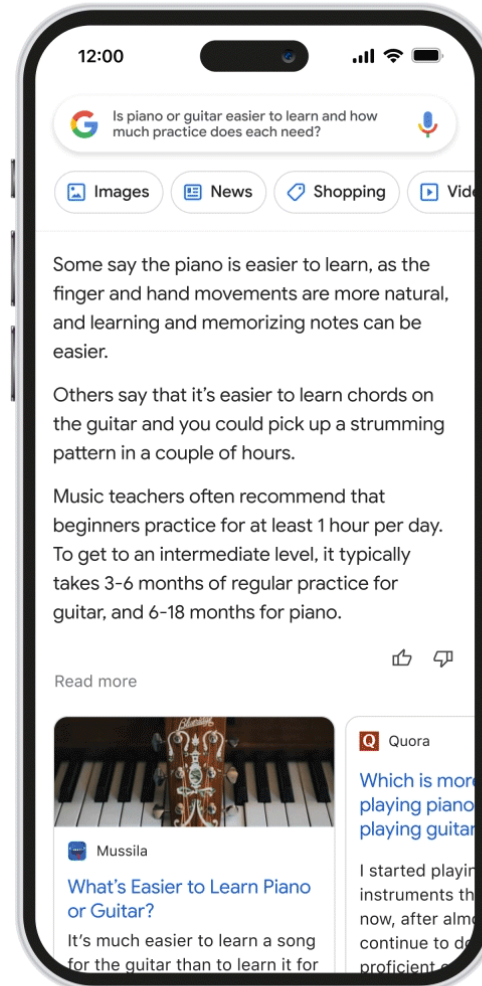 12:00
Is piano or guitar easier to learn and how
much practice does each need?
Images
News
Shopping
Some say the piano is easier to learn, as the
finger and hand movements are more natural,
and learning and memorizing notes can be
easier.
Others say that it’s easier to learn chords on
the guitar and you could pick up a strumming
pattern in a couple of hours.
Music teachers often recommend that
beginners practice for at least 1 hour per day.
To get to an intermediate level, it typically
takes 3-6 months of regular practice for
guitar, and 6-18 months for piano.
Read more
Mussila
What’s Easier to Learn Piano
or Guitar?
It’s much easier to learn a song
for the guitar than to learn it for
Quora
Which is
playing piano
playing guitar
I started
instruments
now, after
continue to
proficient